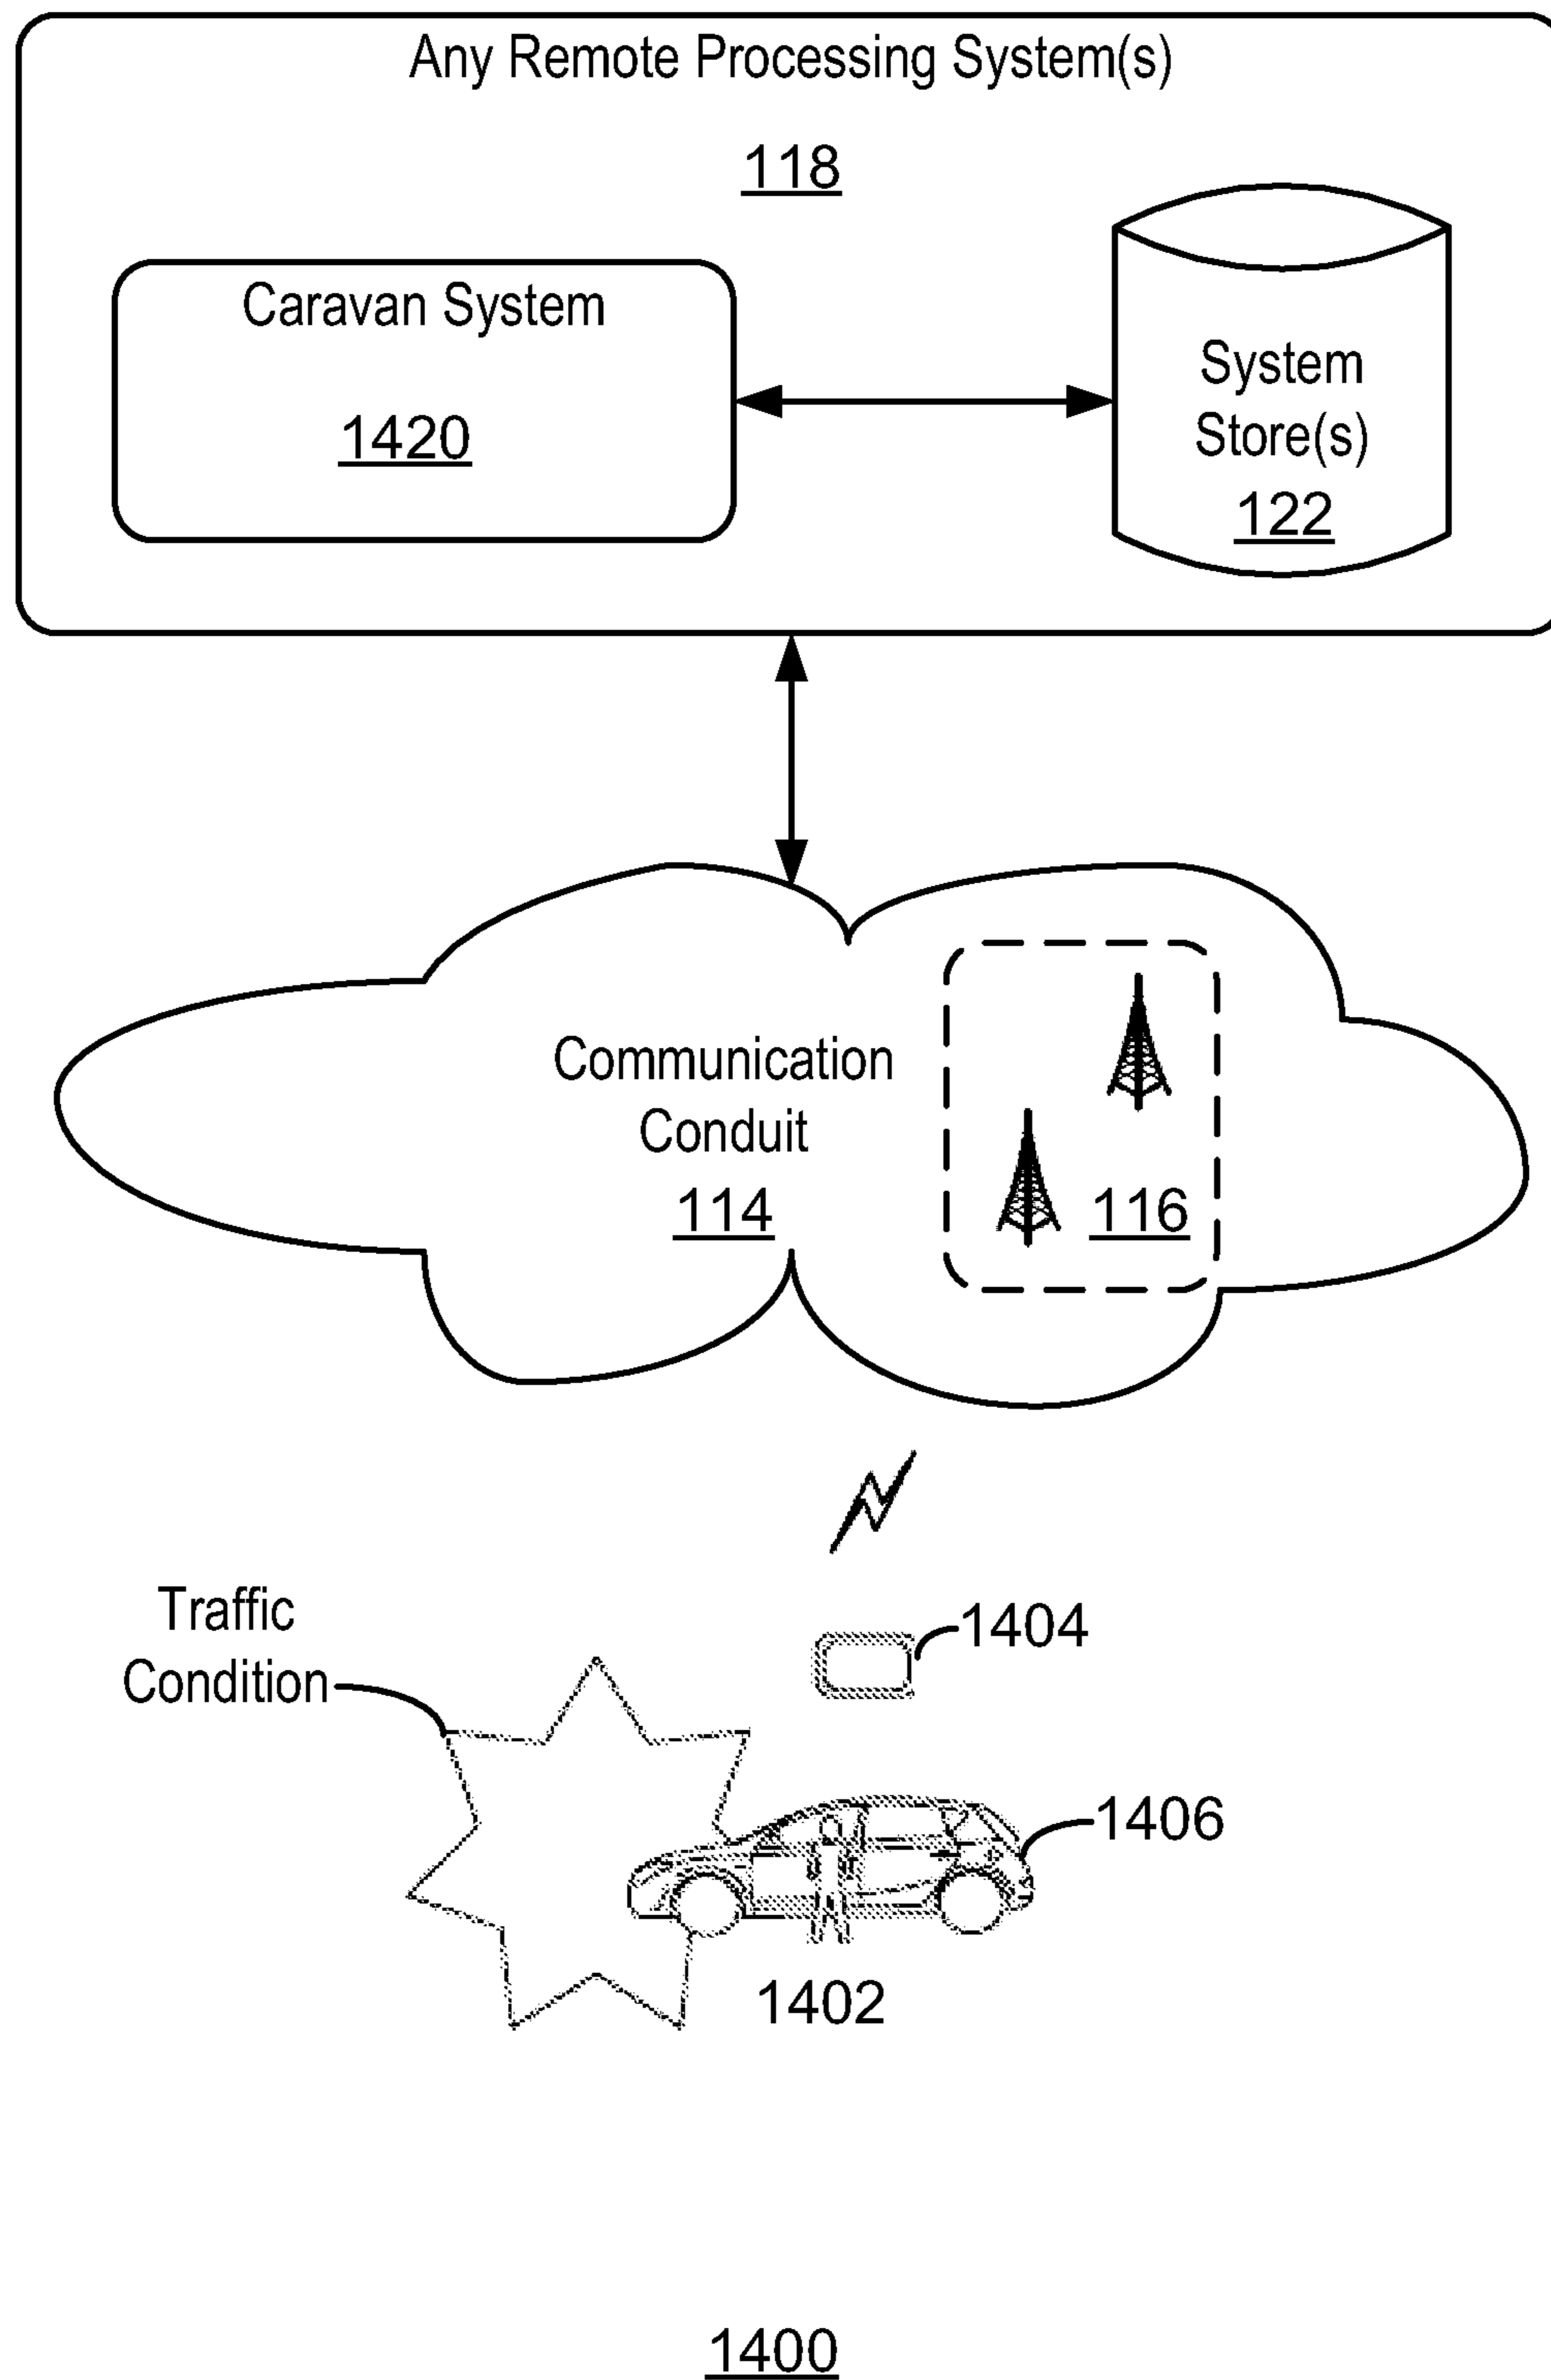 Any Remote Processing System(s)
118
Caravan System
1420
System
Store(s)
122
Communication
Conduit
114
116
Traffic
Condition
1404
1406
1402
1400